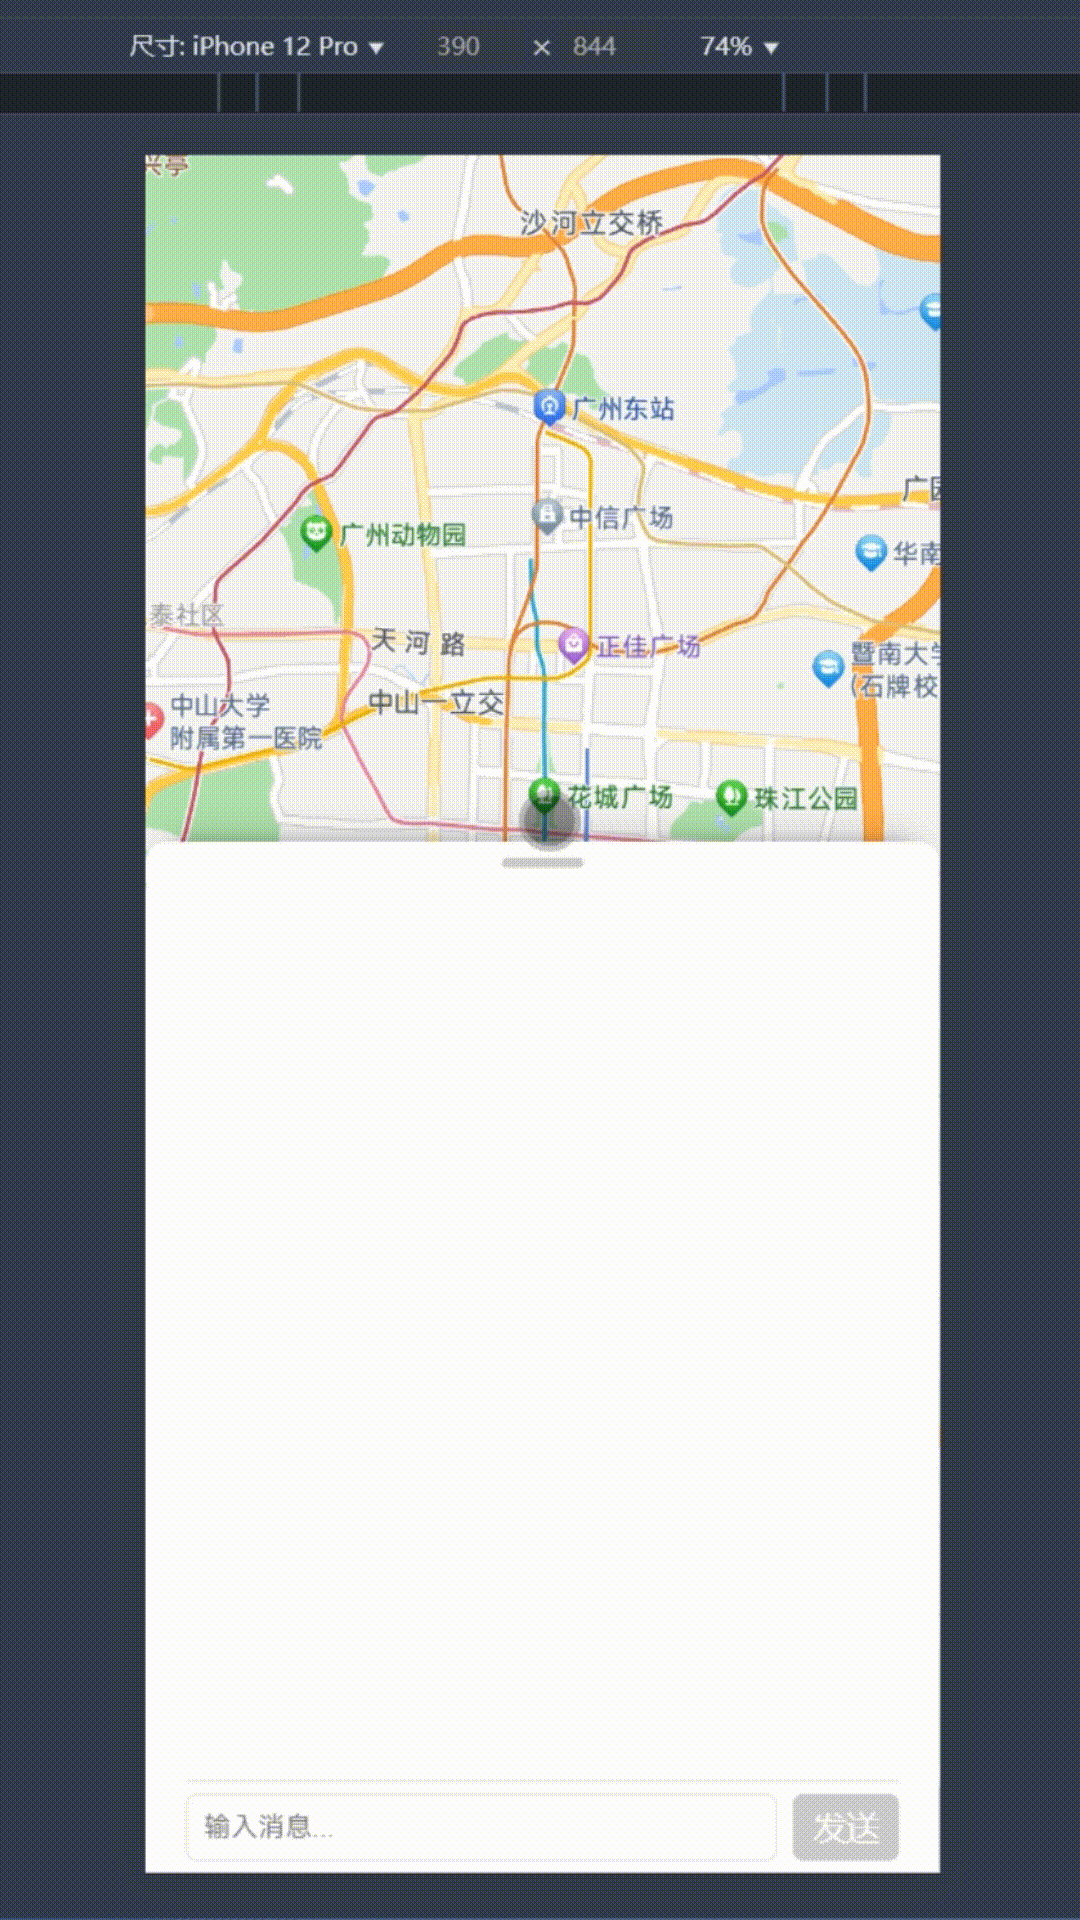 尺寸: iPhone 12 Pro ▼ 390 × 844 74% ▼
兴亭
沙河立交桥
广州东站
广园
中信广场
广州动物园
华南
泰社区
天河路
正佳广场
暨南大学
(石牌校
中山一立交
中山大学
附属第一医院
花城广场
珠江公园
输入消息...
发送